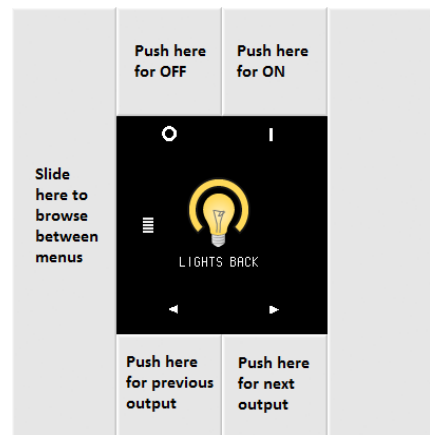 Push here
for OFF
Push here
for ON
Slide
here to
browse
between
menus
LIGHTS BACK
Push here
for previous
output
Push here
for next
output